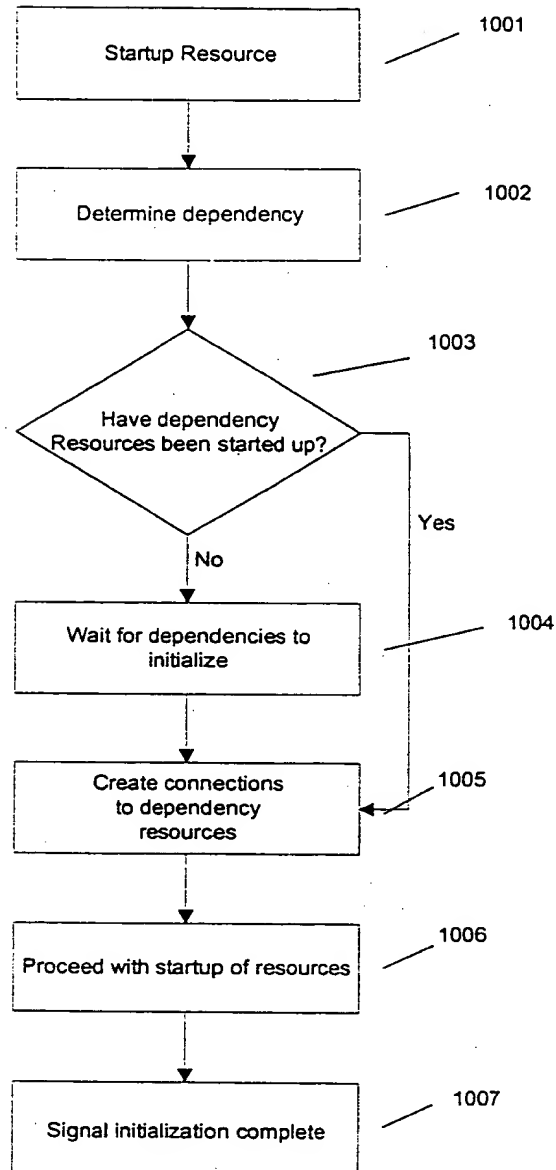 1001
Startup Resource
1002
Determine dependency
1003
Have dependency
Resources been started up?
Yes
No
1004
Wait for dependencies to
initialize
1005
Create connections
to dependency
resources
1006
Proceed with startup of resources
1007
Signal initialization complete